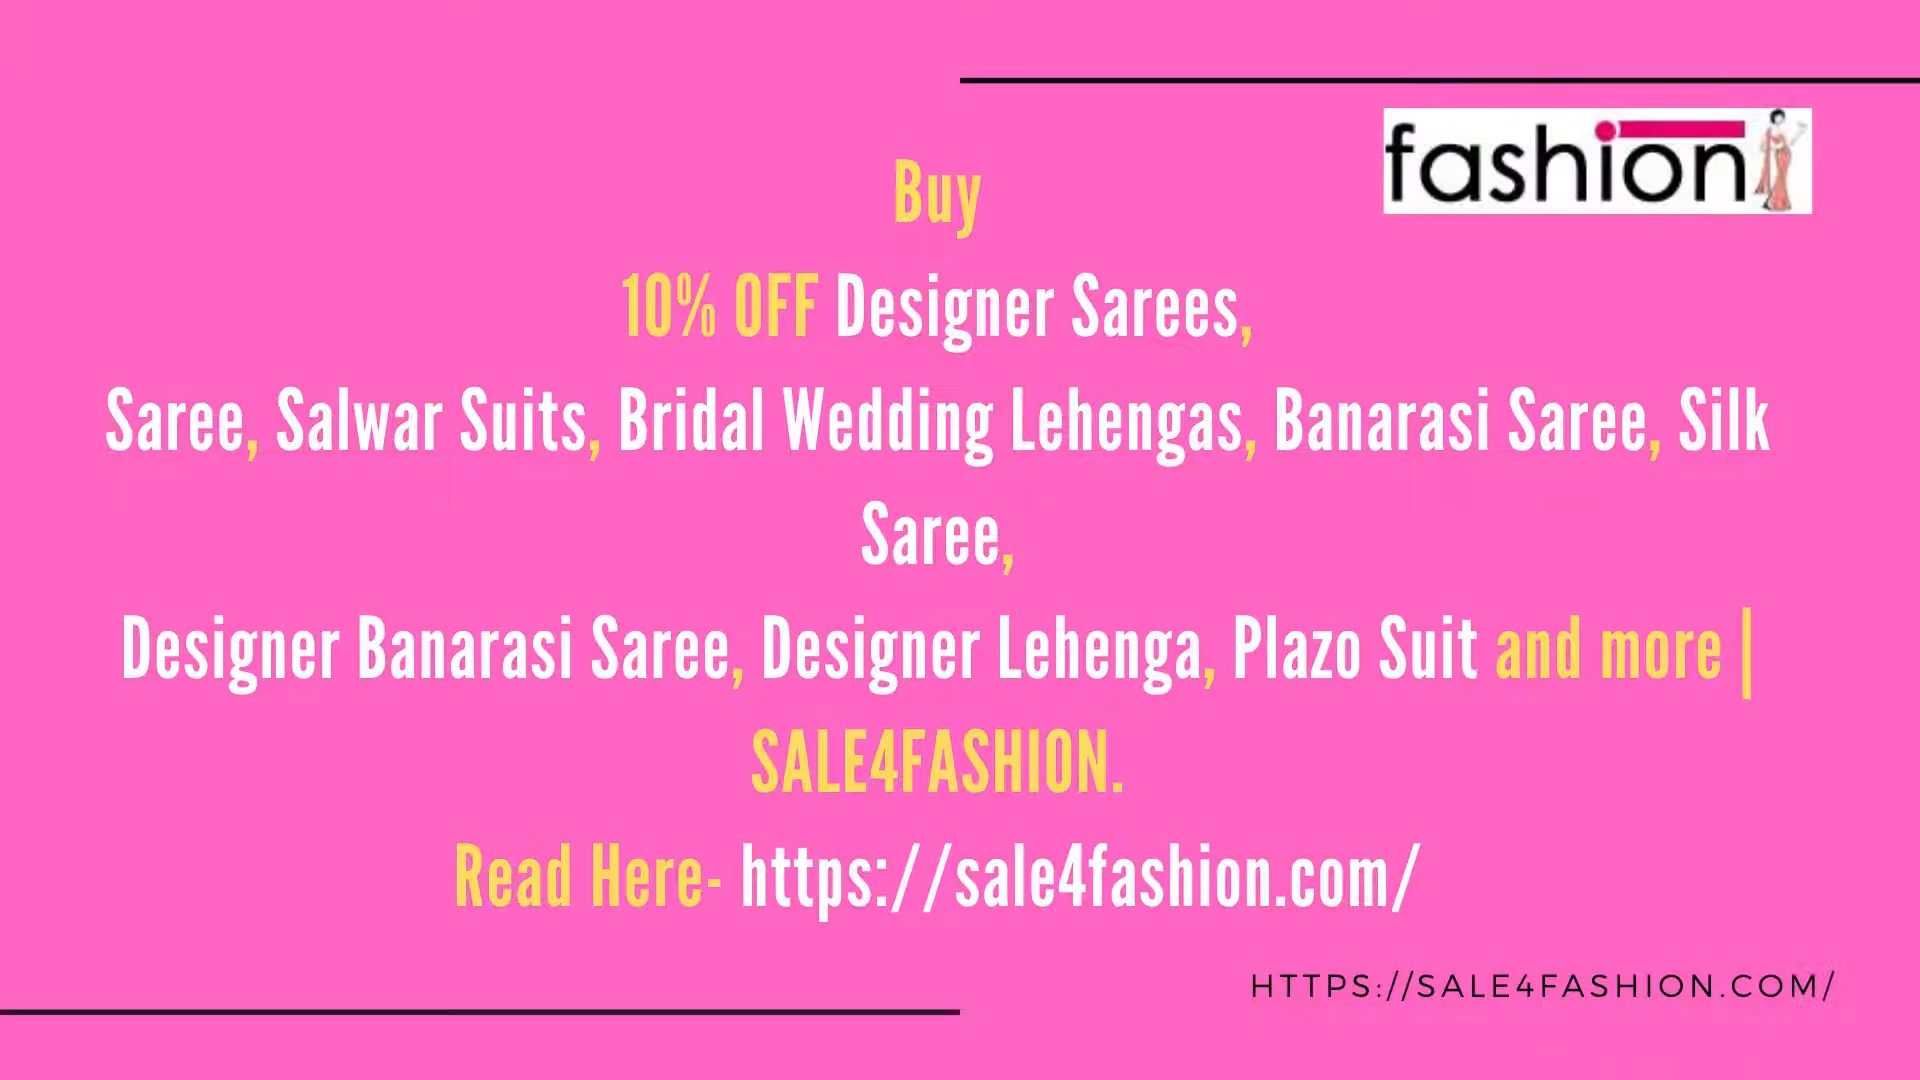 fashion
Buy
10% OFF Designer Sarees,
Saree, Salwar Suits, Bridal Wedding Lehengas, Banarasi Saree, Silk
Saree,
Designer Banarasi Saree, Designer Lehenga, Plazo Suit and more |
SALE4FASHION.
Read Here- https://sale4fashion.com/
HTTPS://SALE4FASHION.COM/